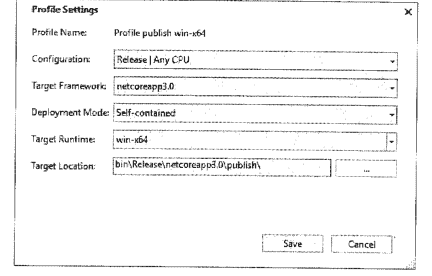 Profile Settings
Profile Name: Profile publish win-x64
Configuration: Release | Any CPU
Target Framework: netcoreapp3.0
Deployment Mode: Self-contained
Target Runtime: win-x64
Target Location: bin\Release\netcoreapp3.0\publish\ ...
Save Cancel